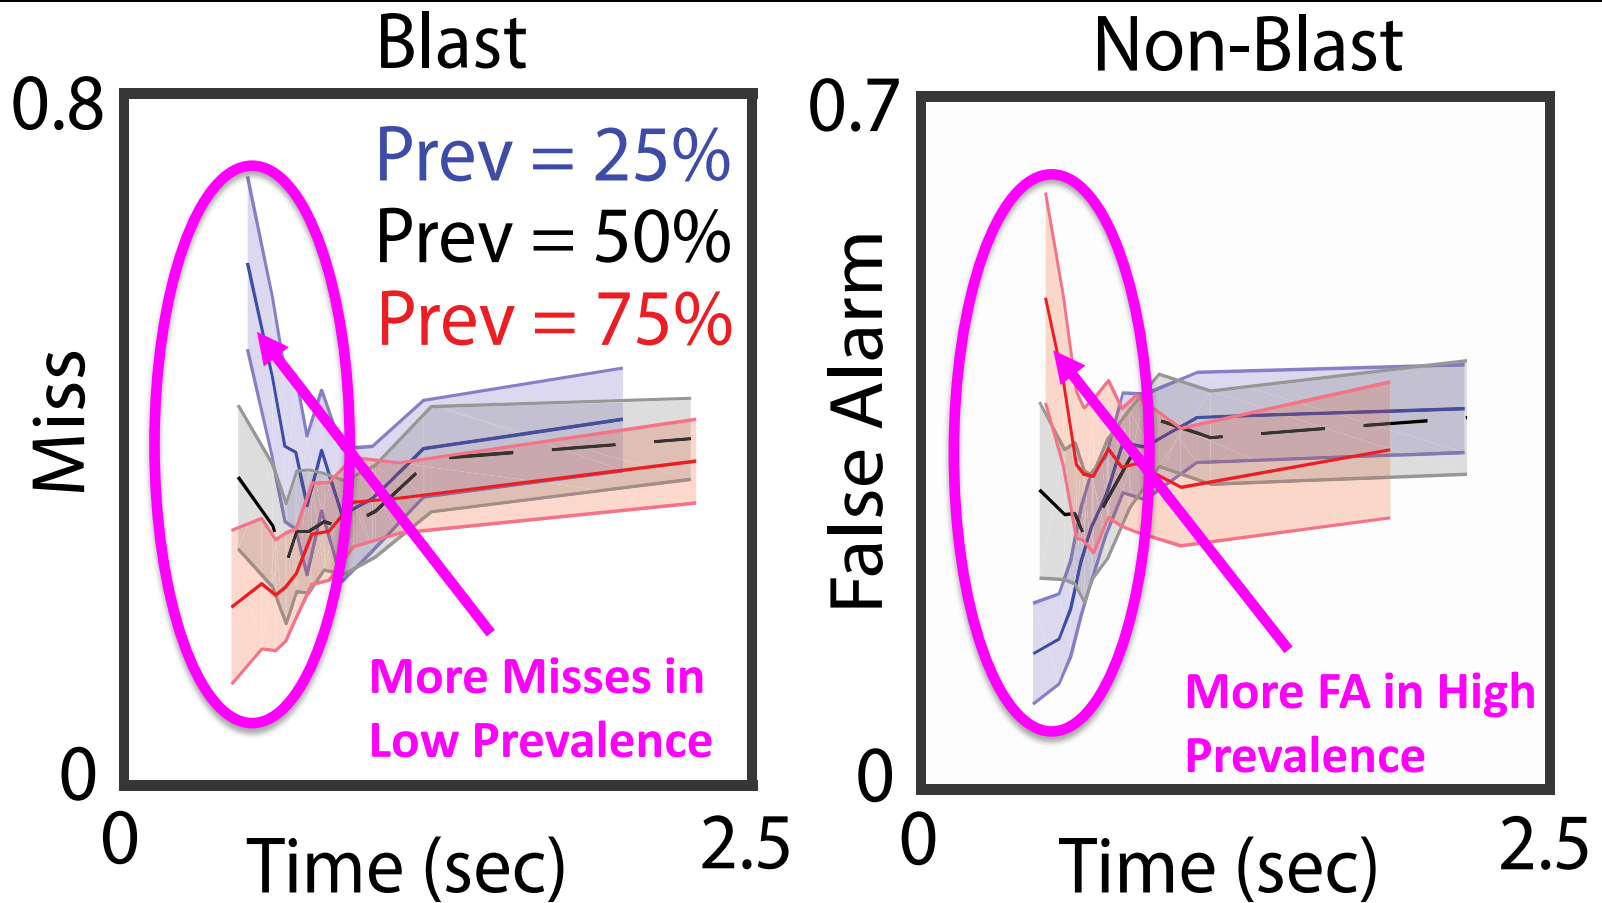 Blast
0.8
Prev = 25%
Prev = 50%
Prev = 75%
Miss
More Misses in
Low Prevalence
0
0
Time (sec)
2.5
Non-Blast
0.7
False Alarm
More FA in High
Prevalence
0
0
Time (sec)
2.5